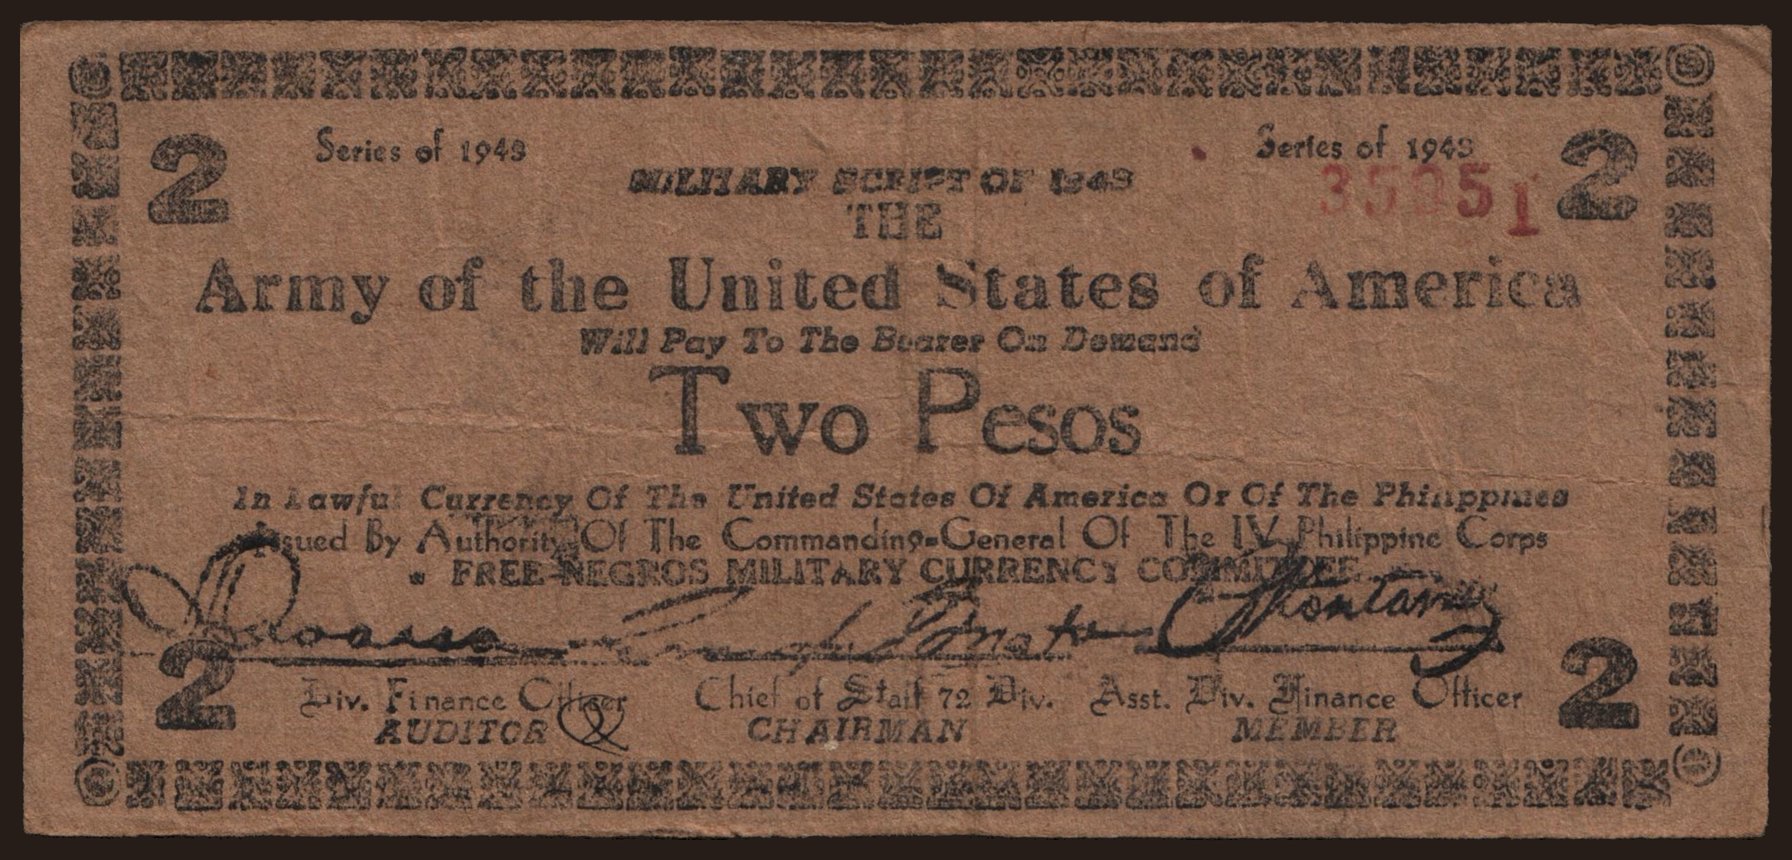 2 Series of 1943 Series of 1943 2
MILITARY SCRIPT OF 1943
35951
THE
Army of the United States of America
Will Pay To The Bearer On Demand
Two Pesos
In Lawful Currency Of The United States Of America Or Of The Philippines
Issued By Authority Of The Commanding-General Of The IV Philippine Corps
FREE-NEGROS MILITARY CURRENCY COMMITTEE
2 2
Div. Finance Officer Chief of Staff 72 Div. Asst. Div. Finance Officer
AUDITOR CHAIRMAN MEMBER